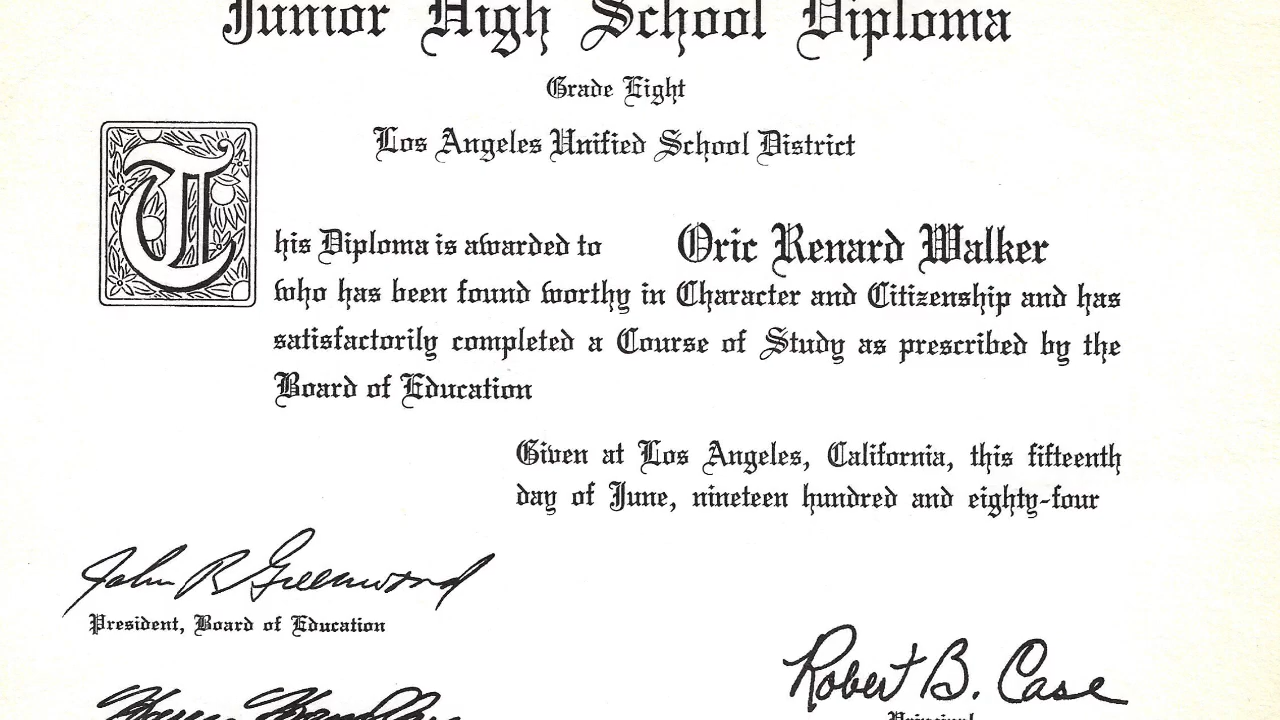 Junior High School Diploma
Grade Eight
Los Angeles Unified School District
This Diploma is awarded to Oric Renard Walker
who has been found worthy in Character and Citizenship and has
satisfactorily completed a Course of Study as prescribed by the
Board of Education
Given at Los Angeles, California, this fifteenth
day of June, nineteen hundred and eighty-four
John R Greenwood
President, Board of Education
Robert B. Case
Principal